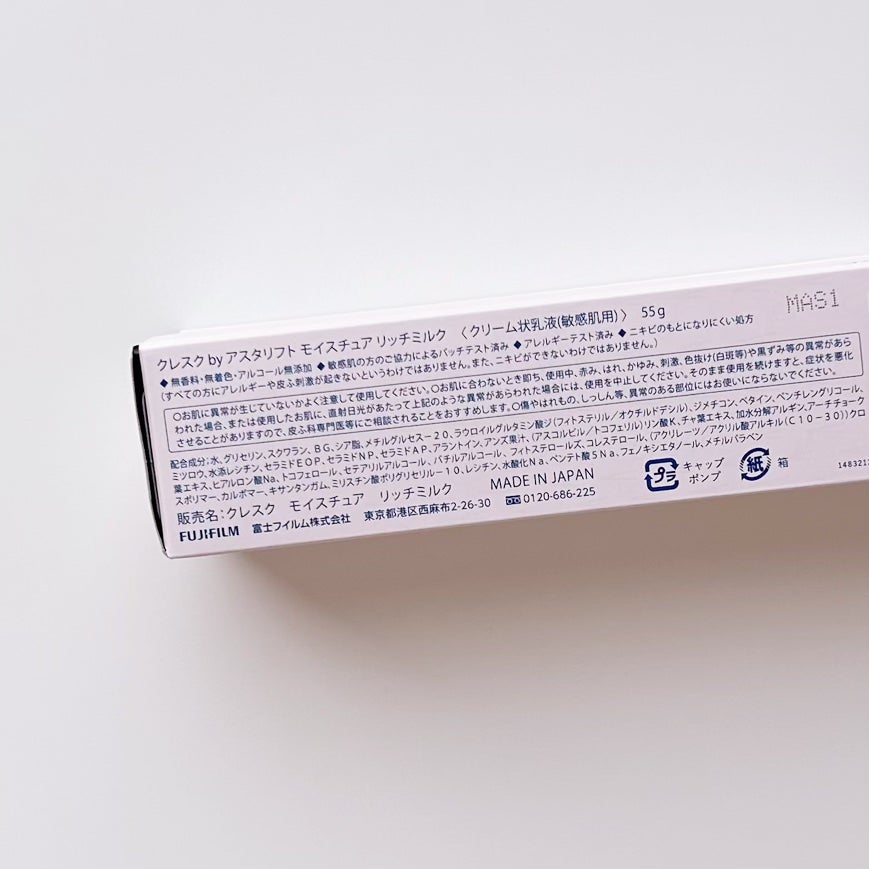 クレスク by アスタリフト モイスチュア リッチミルク 〈クリーム状乳液(敏感肌用)〉 55g
MAS1
◆無香料・無着色・アルコール無添加 ◆敏感肌の方のご協力によるパッチテスト済み ◆アレルギーテスト済み ◆ニキビのもとになりにくい処方
(すべての方にアレルギーや皮ふ刺激が起きないというわけではありません。また、ニキビができないわけではありません。)
○お肌に異常が生じていないかよく注意して使用してください。○お肌に合わないとき即ち、使用中、赤み、はれ、かゆみ、刺激、色抜け(白斑等)や黒ずみ等の異常があら
われた場合、または使用したお肌に、直射日光があたって上記のような異常があらわれた場合には、使用を中止してください。そのまま使用を続けますと、症状を悪化
させることがありますので、皮ふ科専門医等にご相談されることをおすすめします。○傷やはれもの、しっしん等、異常のある部位にはお使いにならないでください。
配合成分:水、グリセリン、スクワラン、BG、シア脂、メチルグルセス-20、ラウロイルグルタミン酸ジ(フィトステリル/オクチルドデシル)、ジメチコン、ベタイン、ペンチレングリコール、
ミツロウ、水添レシチン、セラミドEOP、セラミドNP、セラミドAP、アラントイン、アンズ果汁、(アスコルビル/トコフェリル)リン酸K、チャ葉エキス、加水分解アルギン、アーチチョーク
葉エキス、ヒアルロン酸Na、トコフェロール、セテアリルアルコール、バチルアルコール、フィトステロールズ、コレステロール、(アクリレーツ/アクリル酸アルキル(C10-30))クロ
スポリマー、カルボマー、キサンタンガム、ミリスチン酸ポリグリセリル-10、レシチン、水酸化Na、ペンテト酸5Na、フェノキシエタノール、メチルパラベン
販売名:クレスク モイスチュア リッチミルク MADE IN JAPAN
プラ キャップ ポンプ
紙 箱
FUJIFILM 富士フイルム株式会社 東京都港区西麻布2-26-30 0120-686-225